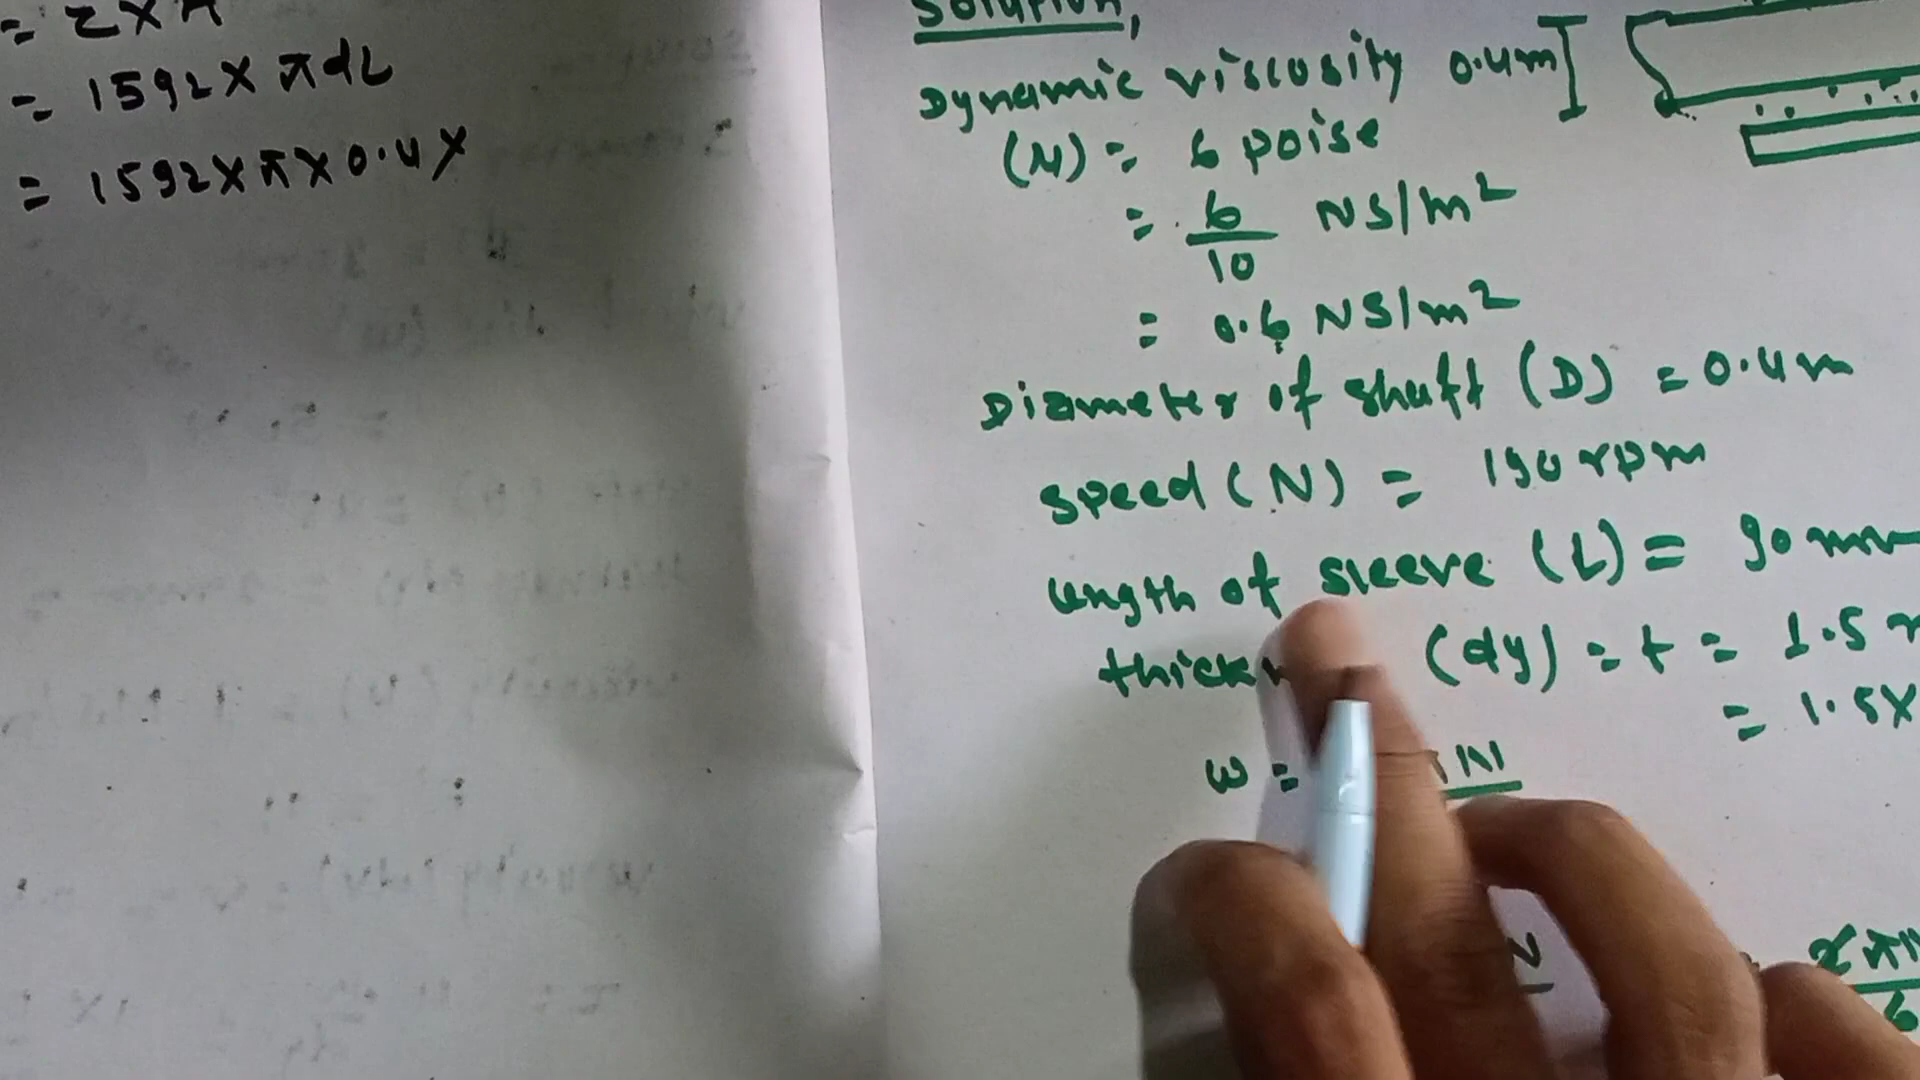 = τ × A
= 1592 × πdL
= 1592 × π × 0.4 ×
Solution,
Dynamic viscosity 0.4m
(μ) = 6 poise
= 6/10 NS/m²
= 0.6 NS/m²
Diameter of shaft (D) = 0.4m
speed (N) = 190 rpm
length of sleeve (L) = 90 mm
(dy) = t = 1.5
= 1.5×
ω =